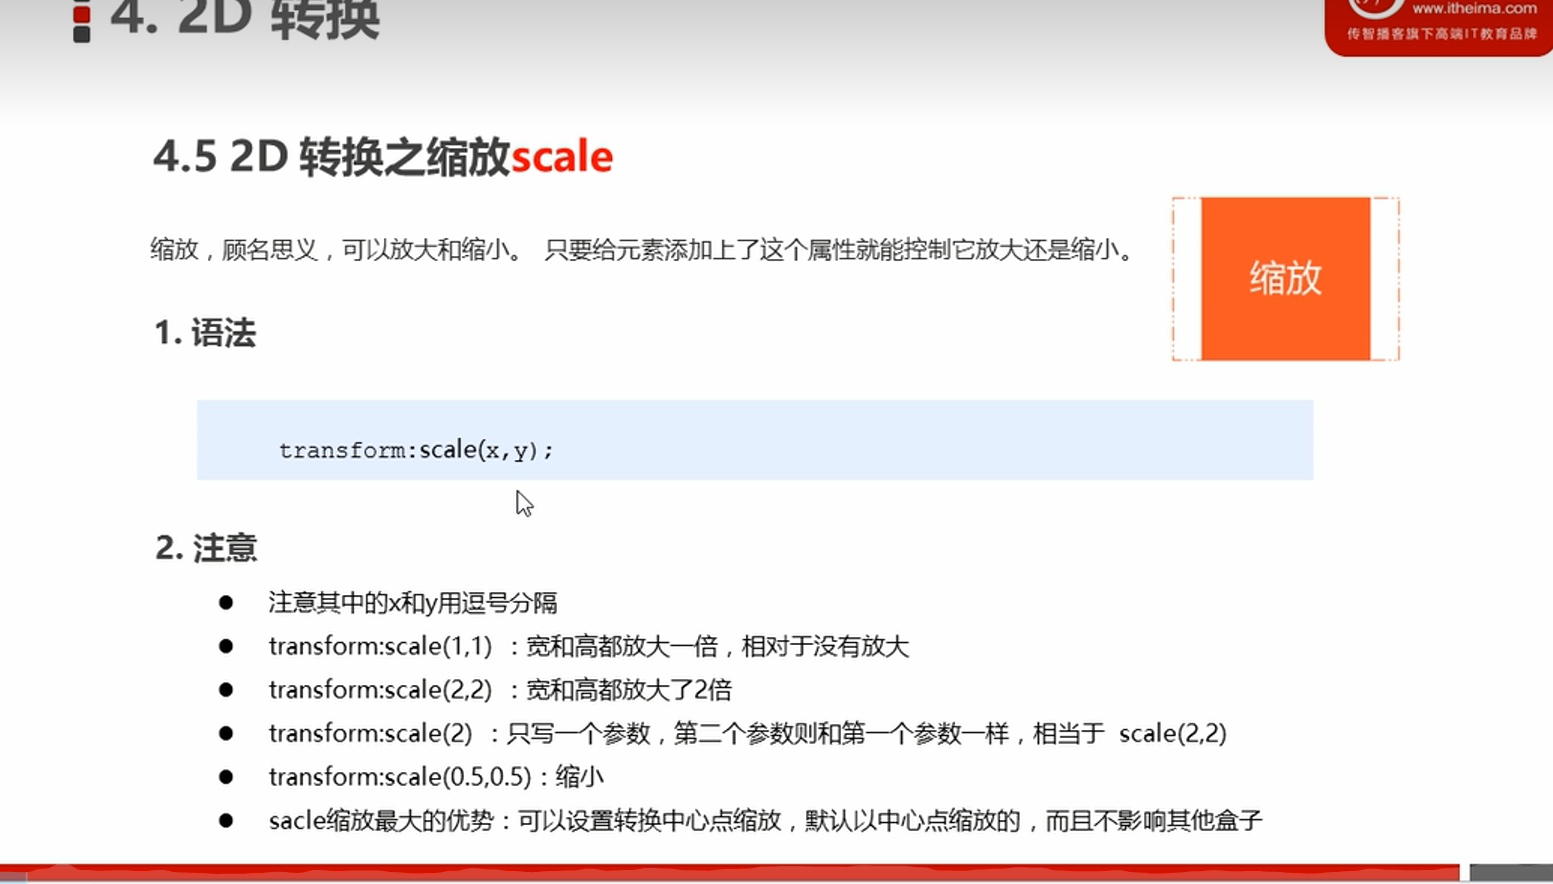 4. 2D 转换
www.itheima.com
传智播客旗下高端IT教育品牌
4.5 2D 转换之缩放scale
缩放，顾名思义，可以放大和缩小。 只要给元素添加上了这个属性就能控制它放大还是缩小。
缩放
1. 语法
transform:scale(x,y);
2. 注意
● 注意其中的x和y用逗号分隔
● transform:scale(1,1) ：宽和高都放大一倍，相对于没有放大
● transform:scale(2,2) ：宽和高都放大了2倍
● transform:scale(2) ：只写一个参数，第二个参数则和第一个参数一样，相当于 scale(2,2)
● transform:scale(0.5,0.5)：缩小
● sacle缩放最大的优势：可以设置转换中心点缩放，默认以中心点缩放的，而且不影响其他盒子